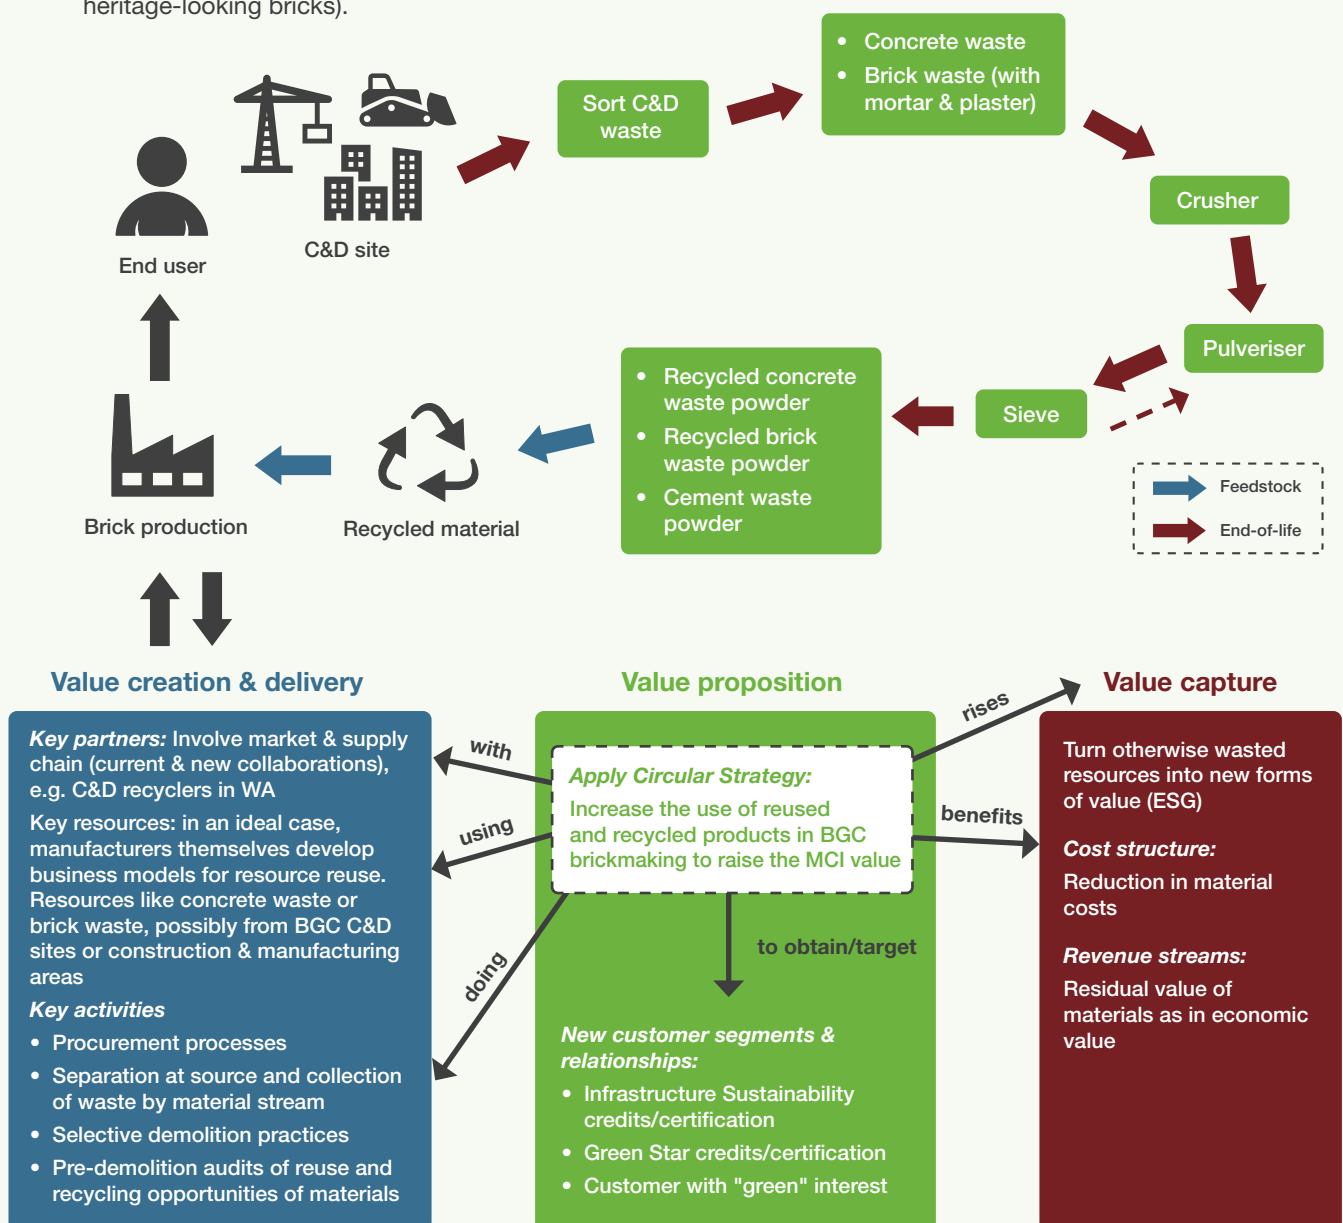 heritage-looking bricks).
• Concrete waste
• Brick waste (with
mortar & plaster)
Sort C&D
waste
Crusher
End user
C&D site
Pulveriser
• Recycled concrete
waste powder
• Recycled brick
waste powder
• Cement waste
powder
Sieve
Feedstock
End-of-life
Brick production
Recycled material
Value creation & delivery
Key partners: Involve market & supply
chain (current & new collaborations),
e.g. C&D recyclers in WA
Key resources: in an ideal case,
manufacturers themselves develop
business models for resource reuse.
Resources like concrete waste or
brick waste, possibly from BGC C&D
sites or construction & manufacturing
areas
Key activities
• Procurement processes
• Separation at source and collection
of waste by material stream
• Selective demolition practices
• Pre-demolition audits of reuse and
recycling opportunities of materials
with
using
doing
Value proposition
Apply Circular Strategy:
Increase the use of reused
and recycled products in BGC
brickmaking to raise the MCI value
to obtain/target
New customer segments &
relationships:
• Infrastructure Sustainability
credits/certification
• Green Star credits/certification
• Customer with "green" interest
rises
benefits
Value capture
Turn otherwise wasted
resources into new forms
of value (ESG)
Cost structure:
Reduction in material
costs
Revenue streams:
Residual value of
materials as in economic
value